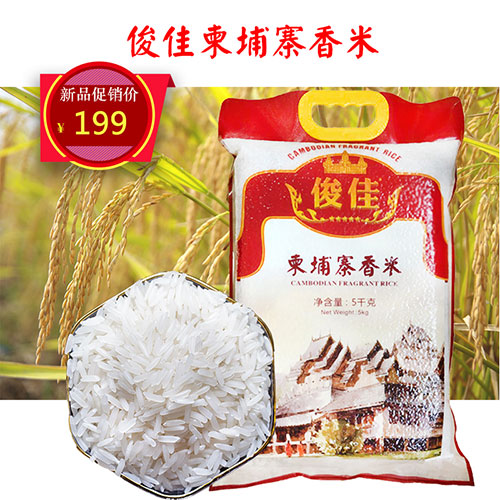 俊佳柬埔寨香米
新品促销价
¥ 199
CAMBODIAN FRAGRANT RICE
俊佳
柬埔寨香米
CAMBODIAN FRAGRANT RICE
净含量：5千克
Net Weight: 5kg